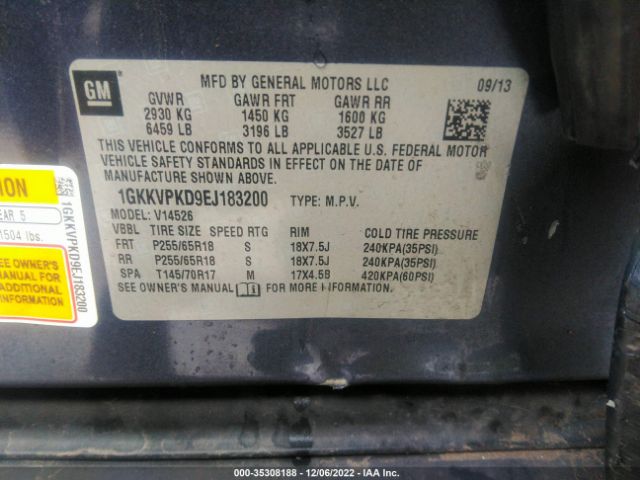 GM
MFD BY GENERAL MOTORS LLC 09/13
GVWR GAWR FRT GAWR RR
2930 KG 1450 KG 1600 KG
6459 LB 3196 LB 3527 LB
THIS VEHICLE CONFORMS TO ALL APPLICABLE U.S. FEDERAL MOTOR
VEHICLE SAFETY STANDARDS IN EFFECT ON THE DATE OF
MANUFACTURE SHOWN ABOVE.
1GKKVPKD9EJ183200 TYPE: M.P.V.
MODEL: V14526
VBBL TIRE SIZE SPEED RTG RIM COLD TIRE PRESSURE
FRT P255/65R18 S 18X7.5J 240KPA(35PSI)
RR P255/65R18 S 18X7.5J 240KPA(35PSI)
SPA T145/70R17 M 17X4.5B 420KPA(60PSI)
SEE OWNER'S MANUAL FOR MORE INFORMATION.
TION
EAR 5
1504 lbs.
SEE OWNER'S
MANUAL FOR
ADDITIONAL
INFORMATION
1GKKVPKD9EJ183200
000-35308188 - 12/06/2022 - IAA Inc.